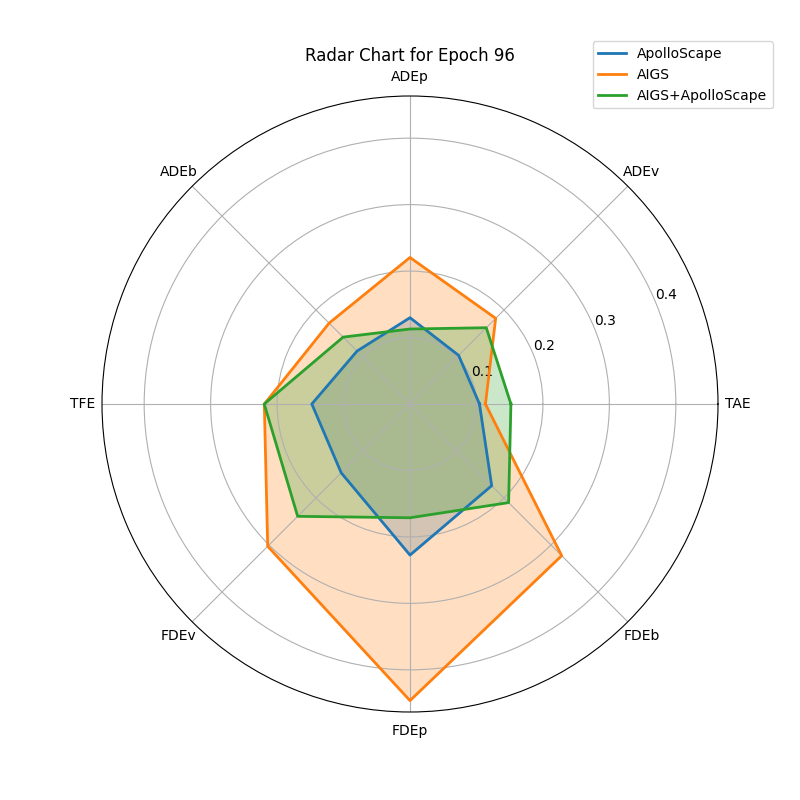 Radar Chart for Epoch 96
ApolloScape
AIGS
AIGS+ApolloScape
ADEp
ADEb
ADEv
0.4
0.3
0.2
0.1
TFE
TAE
FDEv
FDEb
FDEp